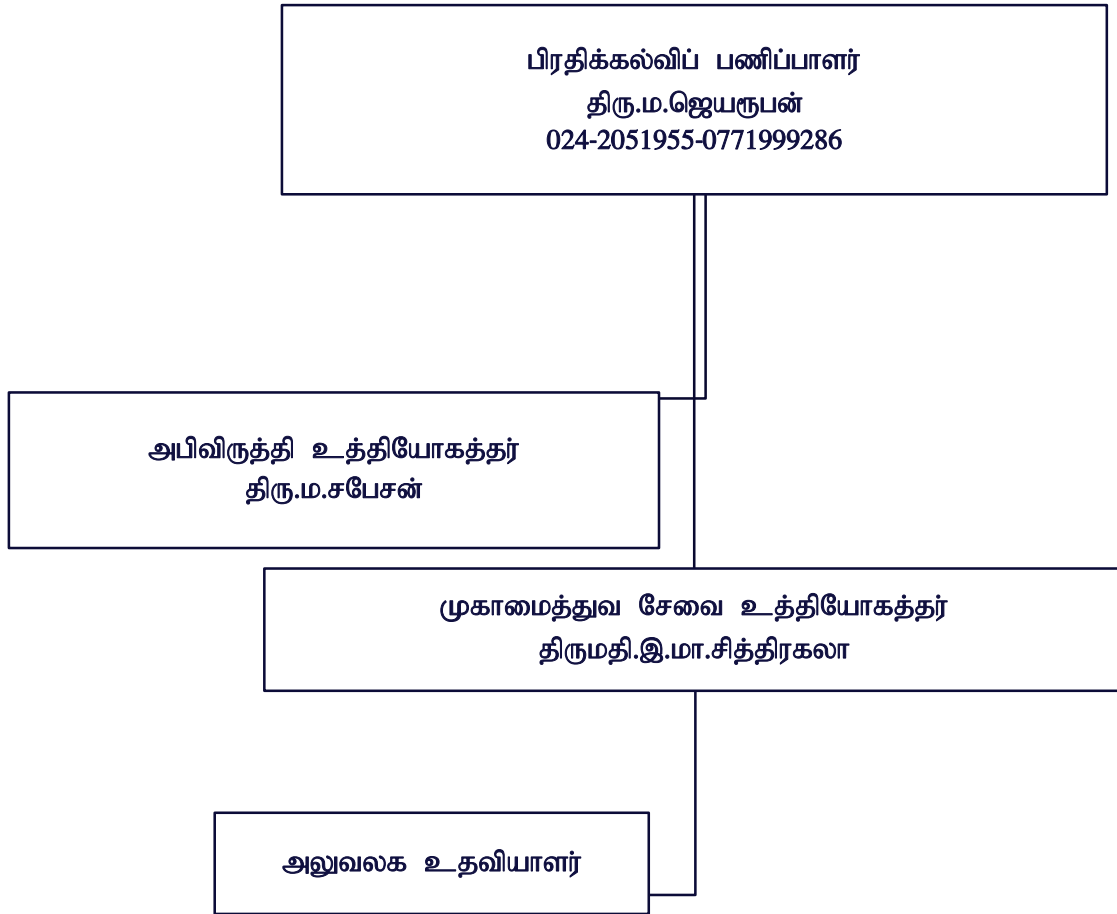 பிரதிக்கல்விப் பணிப்பாளர்
திரு.ம.ஜெயரூபன்
024-2051955-0771999286
அபிவிருத்தி உத்தியோகத்தர்
திரு.ம.சபேசன்
முகாமைத்துவ சேவை உத்தியோகத்தர்
திருமதி.இ.மா.சித்திரகலா
அலுவலக உதவியாளர்